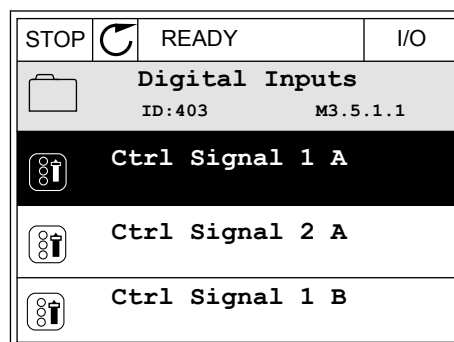 STOP READY I/O
Digital Inputs
ID:403 M3.5.1.1
Ctrl Signal 1 A
Ctrl Signal 2 A
Ctrl Signal 1 B